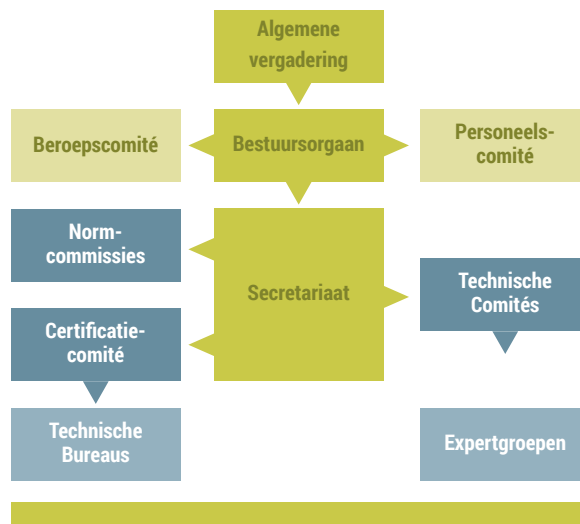 Algemene
vergadering
Beroepscomité
Bestuursorgaan
Personeels-
comité
Norm-
commissies
Secretariaat
Technische
Comités
Certificatie-
comité
Technische
Bureaus
Expertgroepen